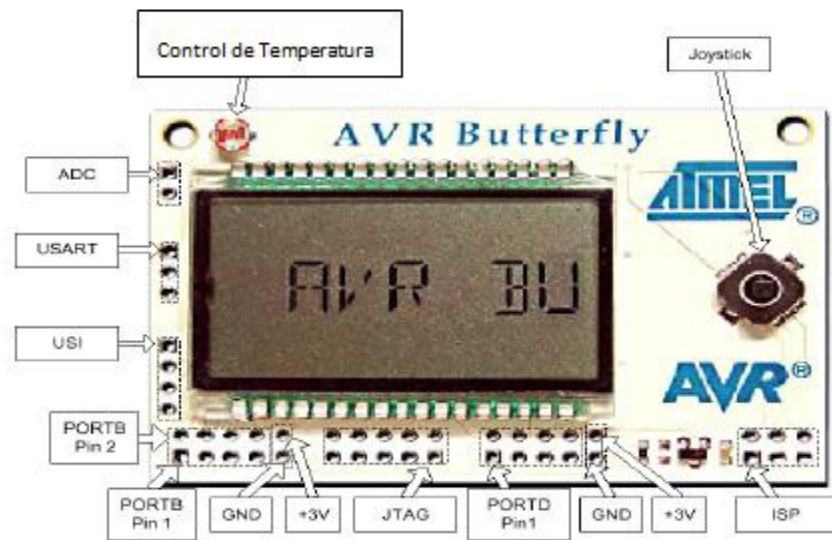 Control de Temperatura
Joystick
AVR Butterfly
ADC
ATMEL®
USART
AVR BU
USI
AVR®
PORTB
Pin 2
PORTB
Pin 1
GND
+3V
JTAG
PORTD
Pin1
GND
+3V
ISP